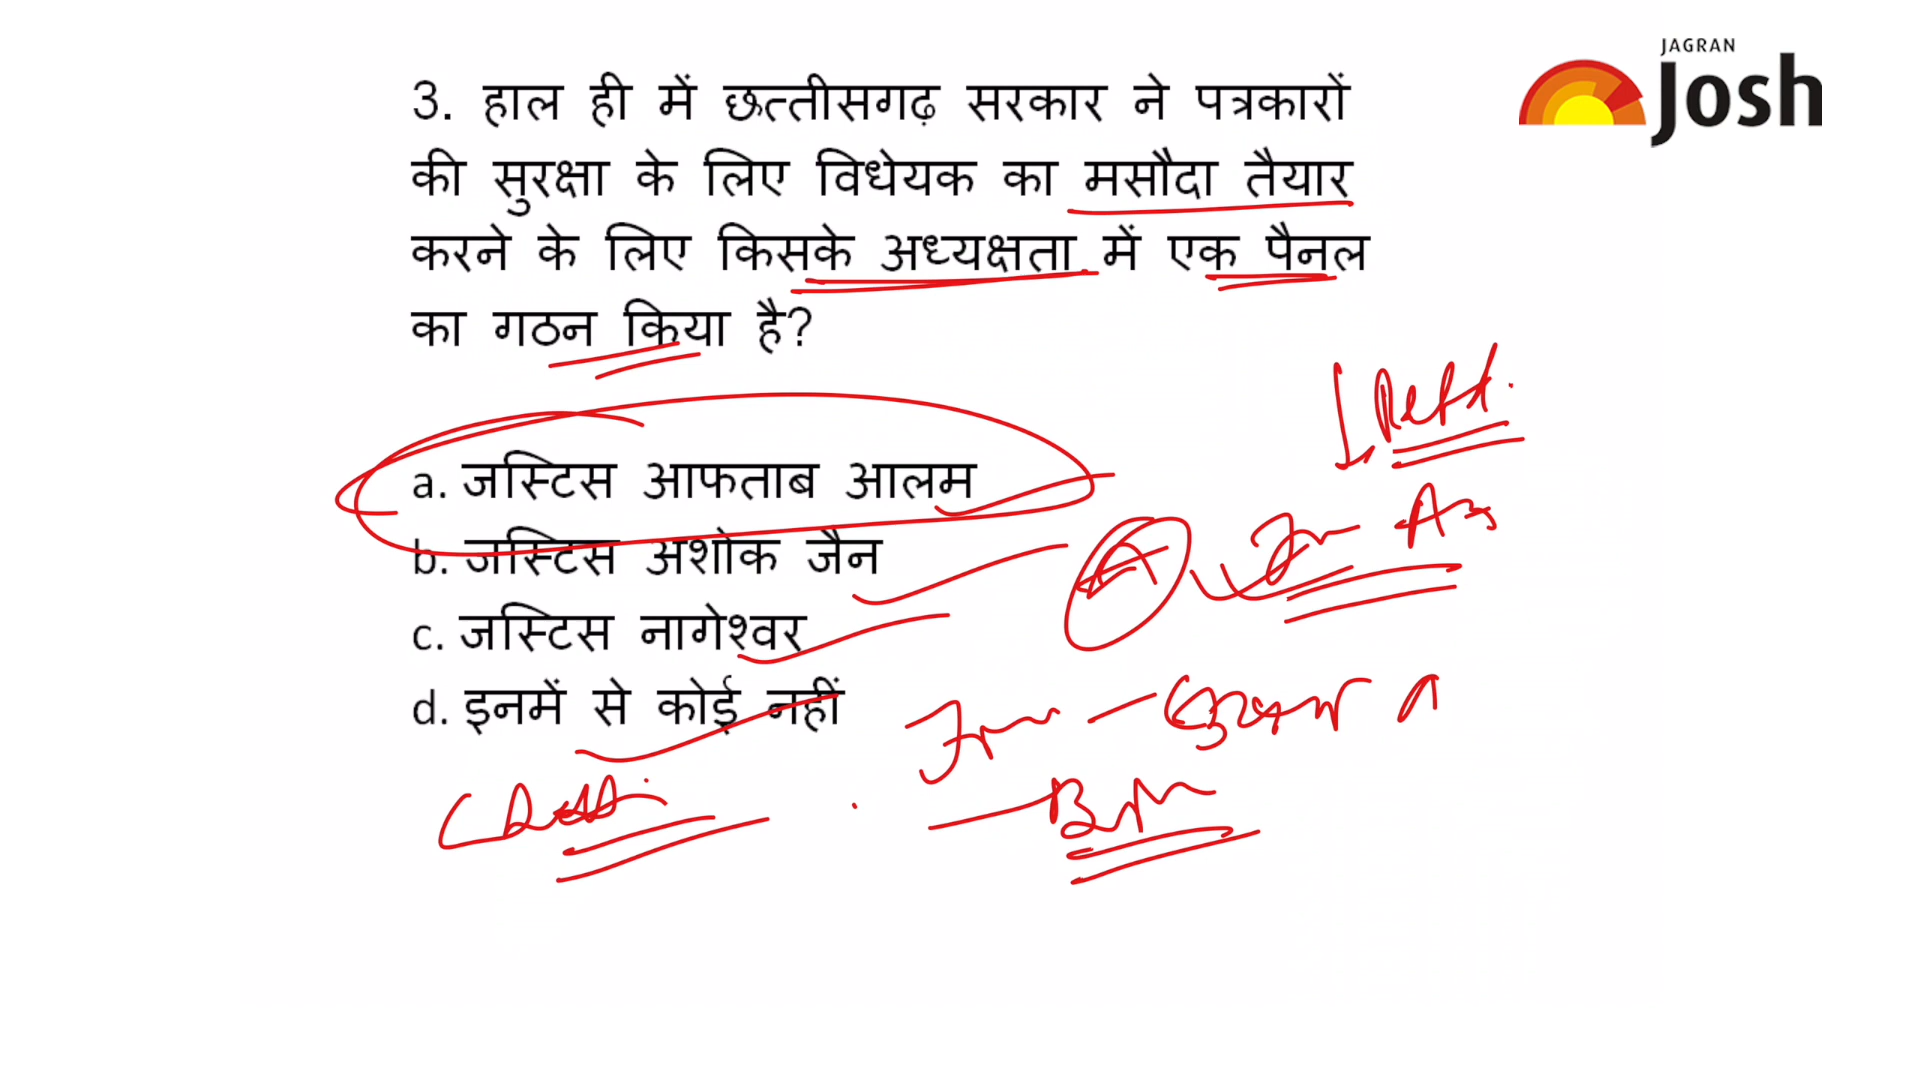 JAGRAN
Josh
3. हाल ही में छत्तीसगढ़ सरकार ने पत्रकारों
की सुरक्षा के लिए विधेयक का मसौदा तैयार
करने के लिए किसके अध्यक्षता में एक पैनल
का गठन किया है?
a. जस्टिस आफताब आलम
b. जस्टिस अशोक जैन
c. जस्टिस नागेश्वर
d. इनमें से कोई नहीं
A